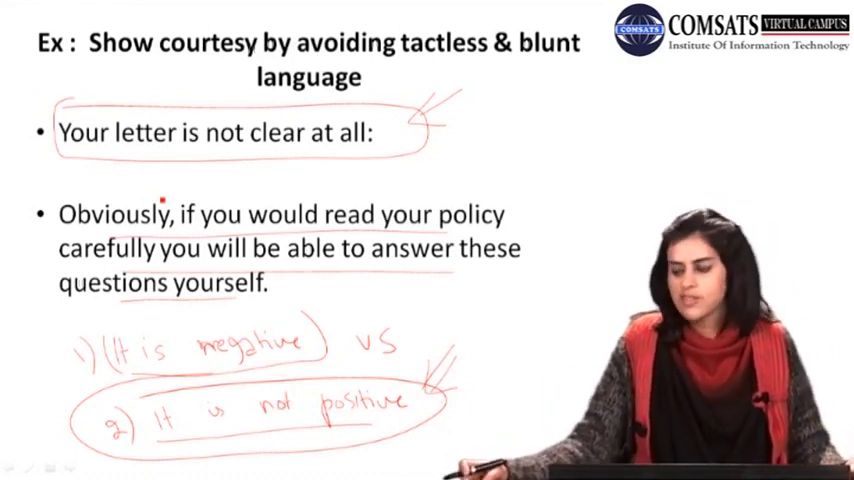 COMSATS VIRTUAL CAMPUS
COMSATS
Institute Of Information Technology
Ex : Show courtesy by avoiding tactless & blunt
language
• Your letter is not clear at all:
• Obviously, if you would read your policy
carefully you will be able to answer these
questions yourself.
1) (It is negative) vs
2) It is not positive